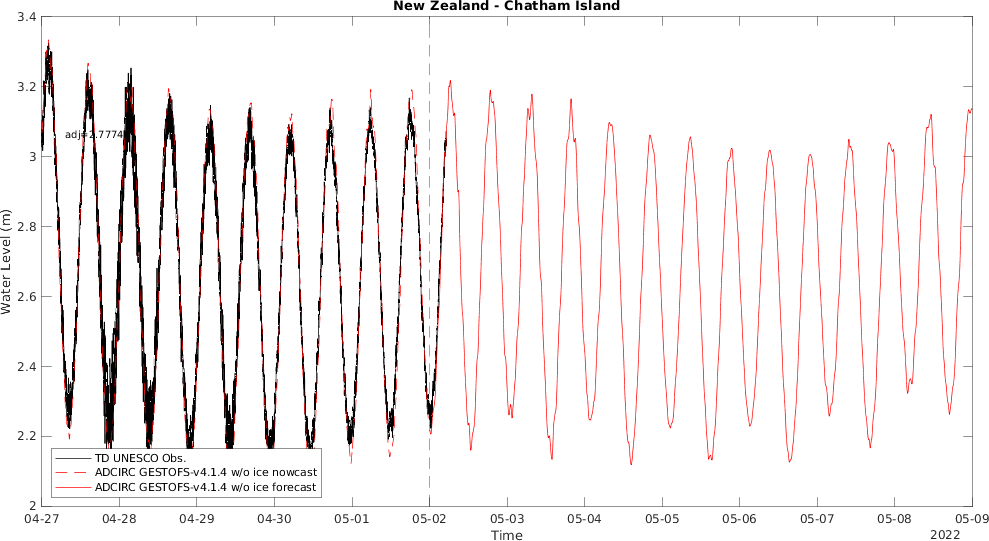 New Zealand - Chatham Island
Water Level (m)
3.4
3.2
3
2.8
2.6
2.4
2.2
2
adj=2.7774
TD UNESCO Obs.
ADCIRC GESTOFS-v4.1.4 w/o ice nowcast
ADCIRC GESTOFS-v4.1.4 w/o ice forecast
04-27 04-28 04-29 04-30 05-01 05-02 05-03 05-04 05-05 05-06 05-07 05-08 05-09
Time
2022